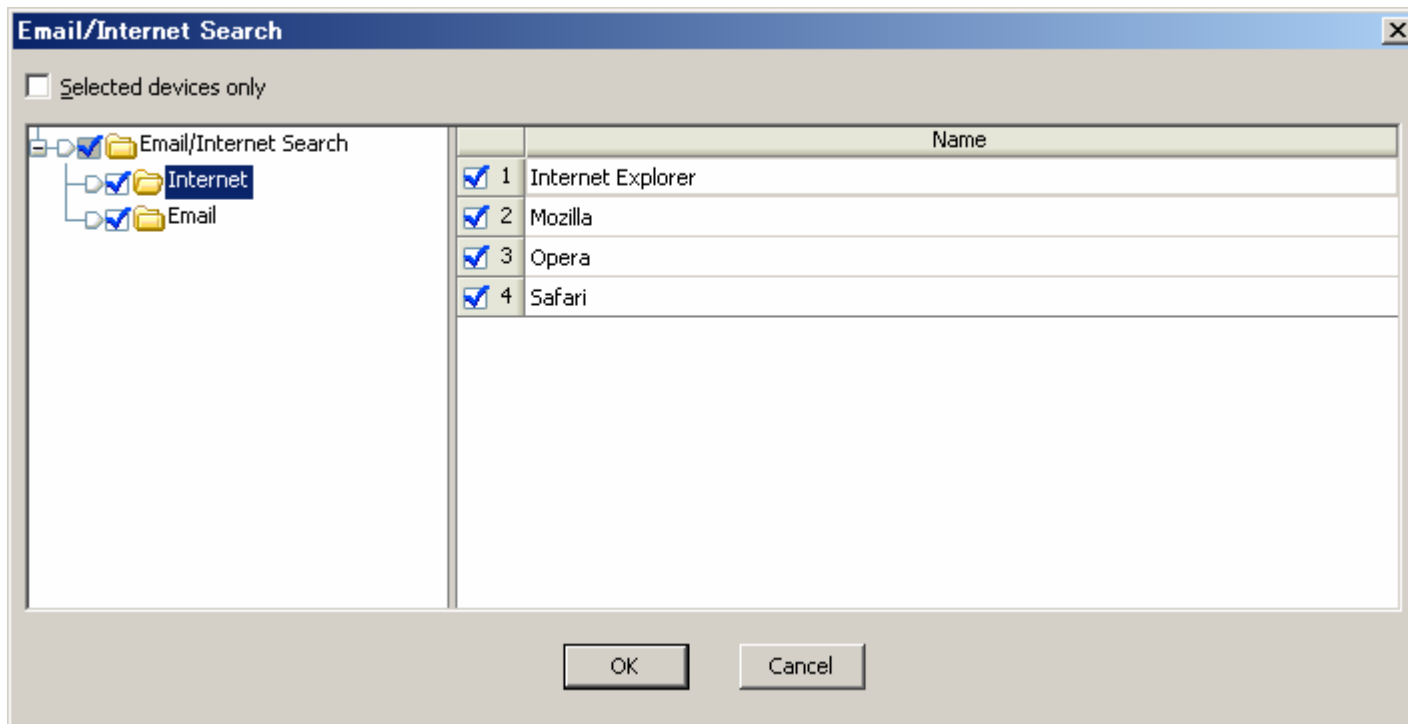 Email/Internet Search
Selected devices only
Email/Internet Search
Internet
Email
Name
1 Internet Explorer
2 Mozilla
3 Opera
4 Safari
OK Cancel